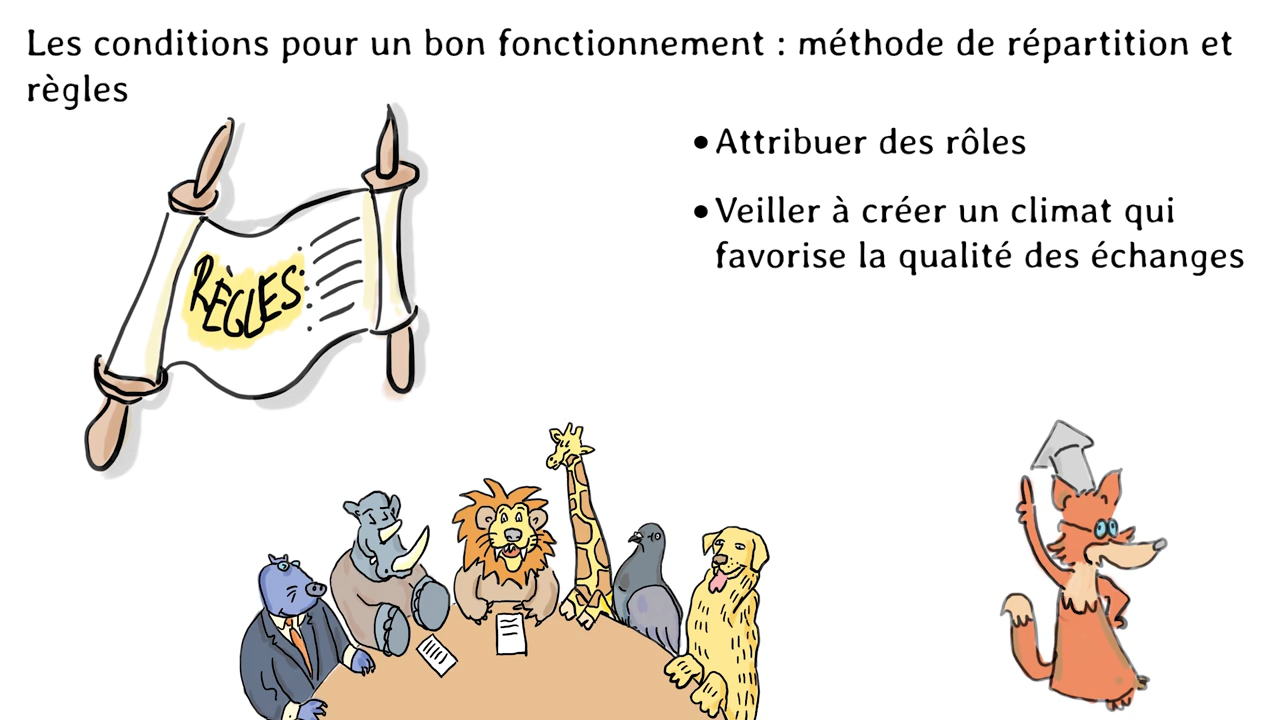 Les conditions pour un bon fonctionnement : méthode de répartition et
règles
• Attribuer des rôles
• Veiller à créer un climat qui
favorise la qualité des échanges
RÈGLES: